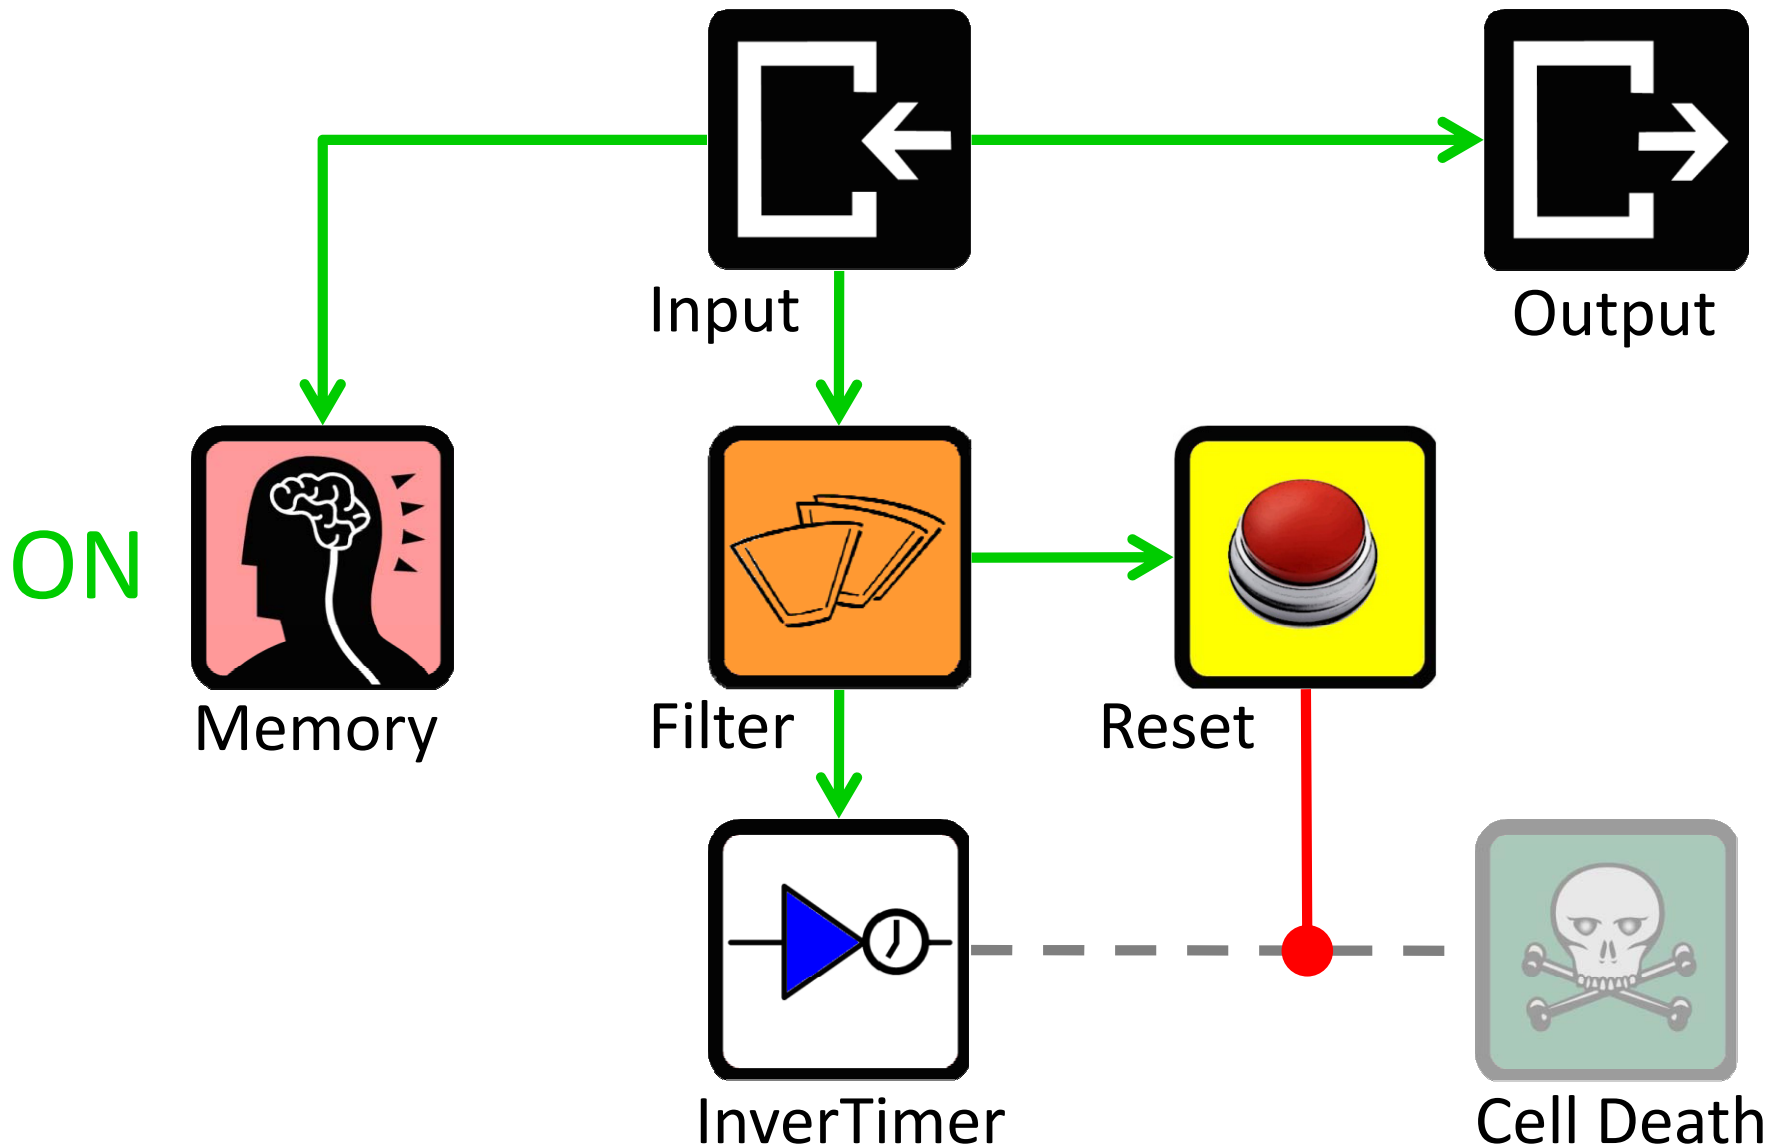 Input
Output
ON
Memory
Filter
Reset
InverTimer
Cell Death